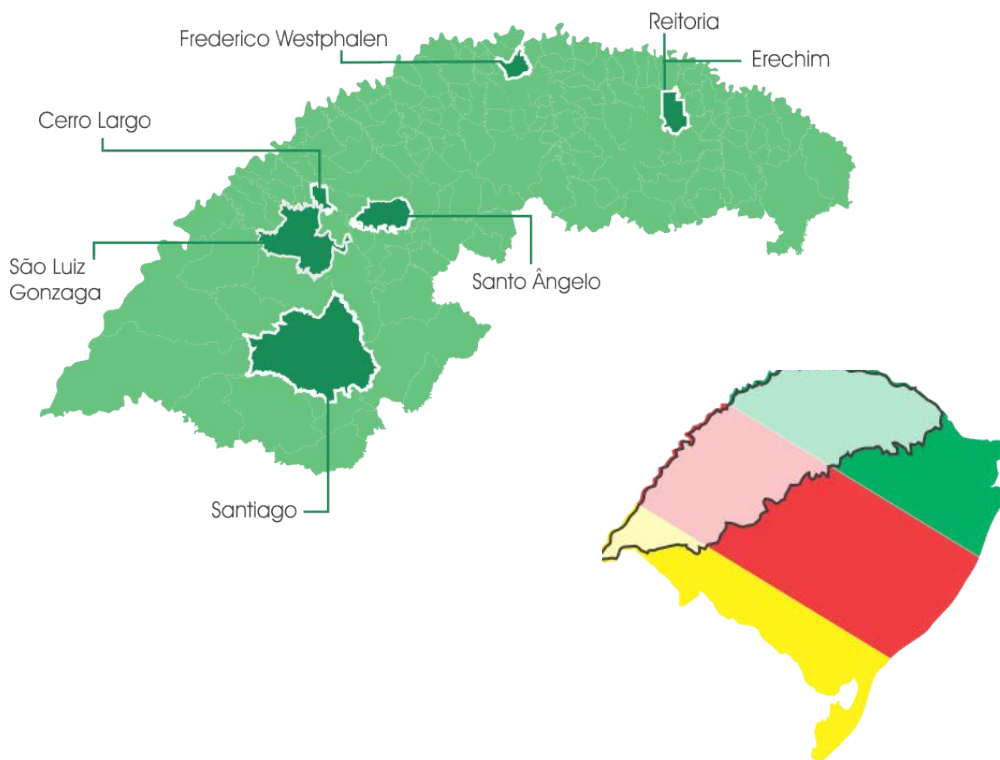 Reitoria
Frederico Westphalen
Erechim
Cerro Largo
São Luiz
Gonzaga
Santo Ângelo
Santiago